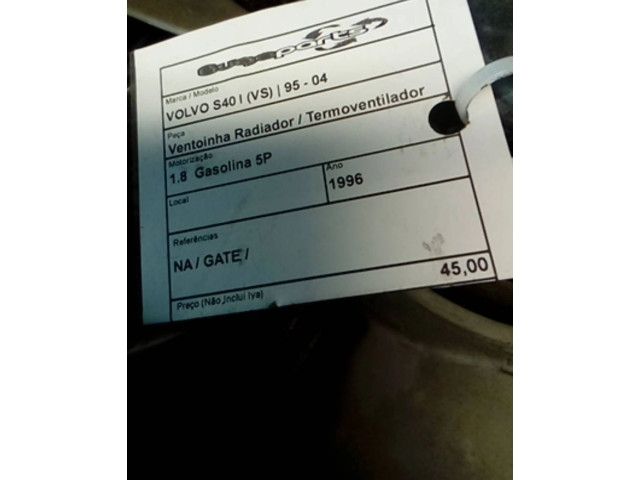 europarts
Marca / Modelo
VOLVO S40 I (VS) | 95 - 04
Peça
Ventoinha Radiador / Termoventilador
Motorização
1.8 Gasolina 5P
Local
Ano
1996
Referências
NA / GATE /
45,00
Preço (Não Inclui Iva)